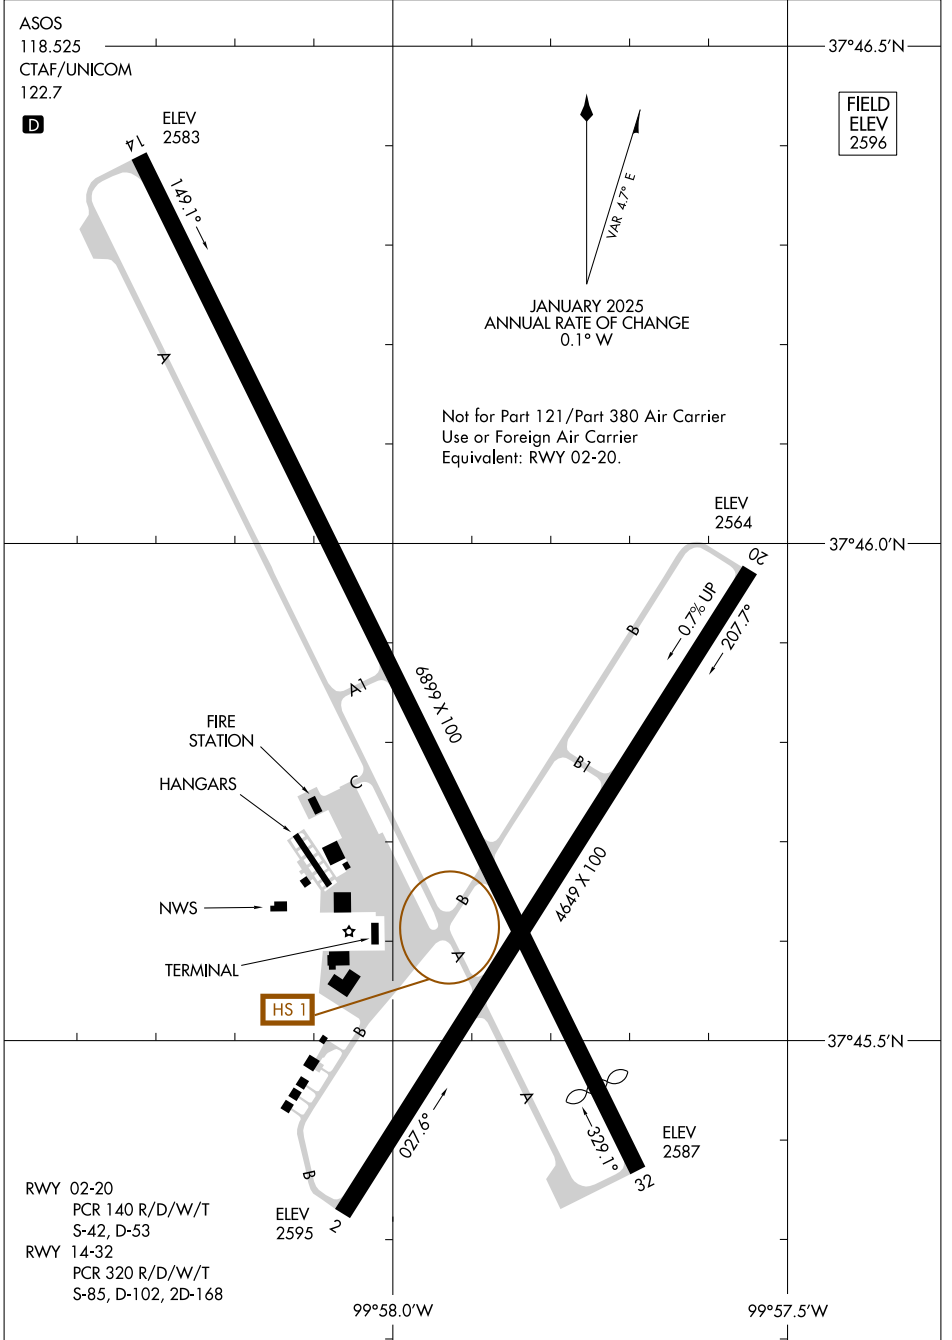 ASOS
118.525
CTAF/UNICOM
122.7
D
37°46.5'N
FIELD
ELEV
2596
ELEV
2583
14
149.1°
VAR 4.7° E
JANUARY 2025
ANNUAL RATE OF CHANGE
0.1° W
A
Not for Part 121/Part 380 Air Carrier
Use or Foreign Air Carrier
Equivalent: RWY 02-20.
ELEV
2564
37°46.0'N
20
0.7% UP
207.7°
B
A1
6899 X 100
FIRE
STATION
B1
HANGARS
C
4649 X 100
B
NWS
A
TERMINAL
HS 1
B
37°45.5'N
A
027.6°
329.1°
ELEV
2587
32
B
ELEV
2595
2
RWY 02-20
PCR 140 R/D/W/T
S-42, D-53
RWY 14-32
PCR 320 R/D/W/T
S-85, D-102, 2D-168
99°58.0'W
99°57.5'W